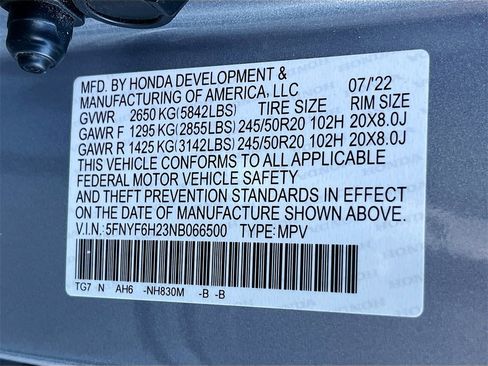 MFD. BY HONDA DEVELOPMENT &
MANUFACTURING OF AMERICA, LLC 07/'22
GVWR 2650 KG(5842LBS) TIRE SIZE RIM SIZE
GAWR F 1295 KG(2855LBS) 245/50R20 102H 20X8.0J
GAWR R 1425 KG(3142LBS) 245/50R20 102H 20X8.0J
THIS VEHICLE CONFORMS TO ALL APPLICABLE
FEDERAL MOTOR VEHICLE SAFETY
AND THEFT PREVENTION STANDARDS IN EFFECT
ON THE DATE OF MANUFACTURE SHOWN ABOVE.
V.I.N.:5FNYF6H23NB066500 TYPE: MPV
TG7 N AH6 -NH830M -B -B